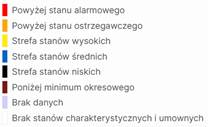 Powyżej stanu alarmowego
Powyżej stanu ostrzegawczego
Strefa stanów wysokich
Strefa stanów średnich
Strefa stanów niskich
Poniżej minimum okresowego
Brak danych
Brak stanów charakterystycznych i umownych